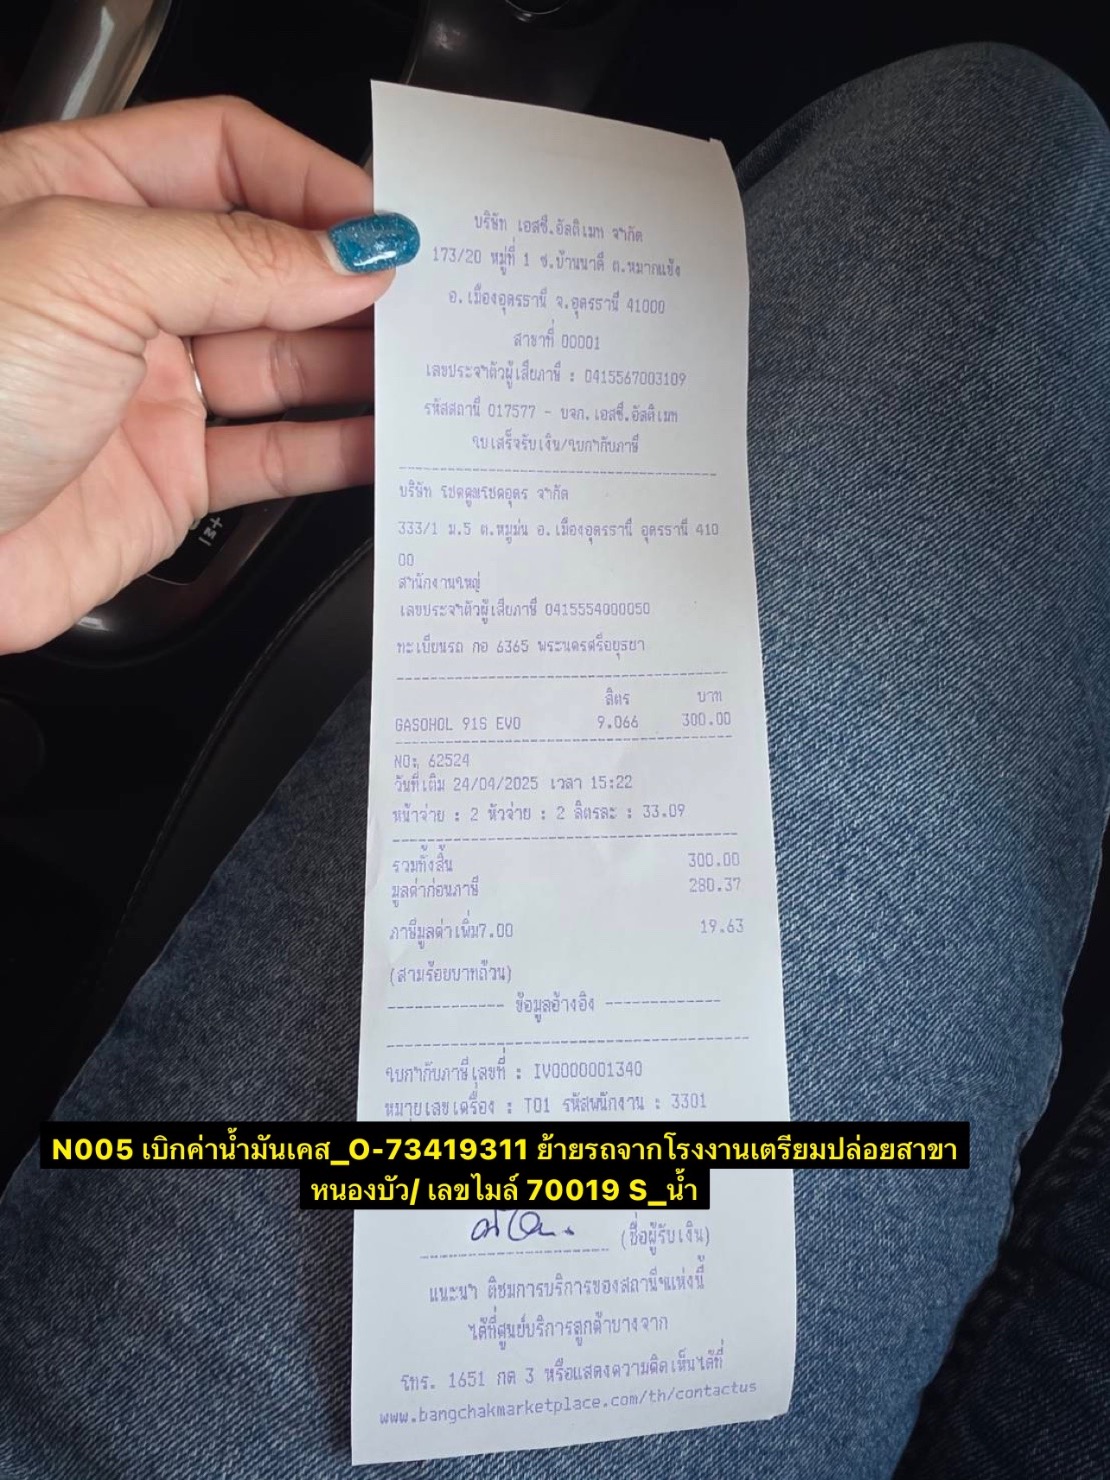 บริษัท เอสซี.อัลติเมท จำกัด
173/20 หมู่ที่ 1 ซ.บ้านนาดี ต.หมากแข้ง
อ.เมืองอุดรธานี จ.อุดรธานี 41000
สาขาที่ 00001
เลขประจำตัวผู้เสียภาษี : 0415567003109
รหัสสถานี 017577 - บจก.เอสซี.อัลติเมท
ใบเสร็จรับเงิน/ใบกำกับภาษี
บริษัท โชคคูณโชคอุดร จำกัด
333/1 ม.5 ต.หมูม่น อ.เมืองอุดรธานี อุดรธานี 410
00
สำนักงานใหญ่
เลขประจำตัวผู้เสียภาษี 0415554000050
ทะเบียนรถ กอ 6365 พระนครศรีอยุธยา
ลิตร บาท
GASOHOL 91S EVO 9.066 300.00
NO: 62524
วันที่เติม 24/04/2025 เวลา 15:22
หน้าจ่าย : 2 หัวจ่าย : 2 ลิตรละ : 33.09
รวมทั้งสิ้น 300.00
มูลค่าก่อนภาษี 280.37
ภาษีมูลค่าเพิ่ม7.00 19.63
(สามร้อยบาทถ้วน)
------------ ข้อมูลอ้างอิง ------------
ใบกำกับภาษีเลขที่ : IV0000001340
หมายเลขเครื่อง : T01 รหัสพนักงาน : 3301
N005 เบิกค่าน้ำมันเคส_O-73419311 ย้ายรถจากโรงงานเตรียมปล่อยสาขา
หนองบัว/ เลขไมล์ 70019 S_น้ำ
(ชื่อผู้รับเงิน)
แนะนำ ติชมการบริการของสถานีฯแห่งนี้
ได้ที่ศูนย์บริการลูกค้าบางจาก
โทร. 1651 กด 3 หรือแสดงความคิดเห็นได้ที่
www.bangchakmarketplace.com/th/contactus